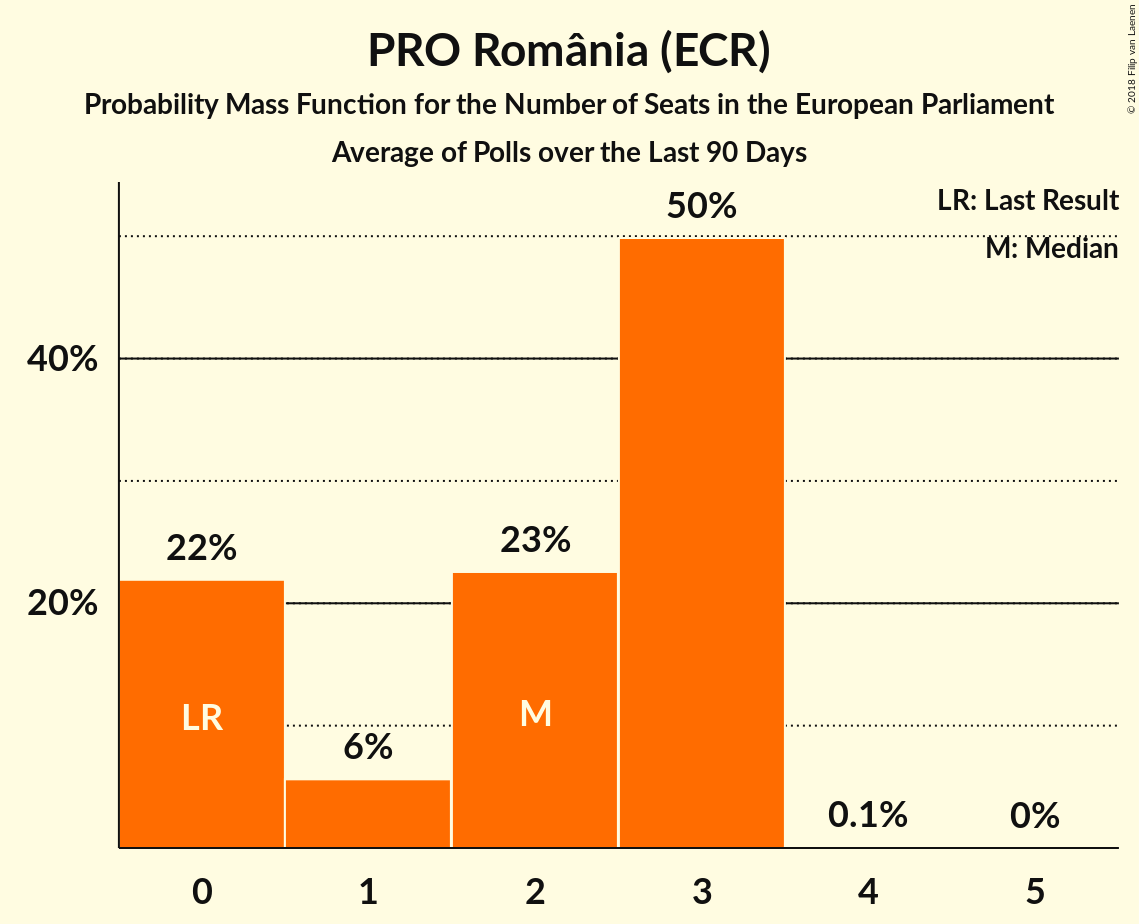 PRO România (ECR)
Probability Mass Function for the Number of Seats in the European Parliament
Average of Polls over the Last 90 Days
© 2018 Filip van Laenen
LR: Last Result
M: Median
50%
40%
22%
23%
20%
LR
M
6%
0.1%
0%
0 1 2 3 4 5